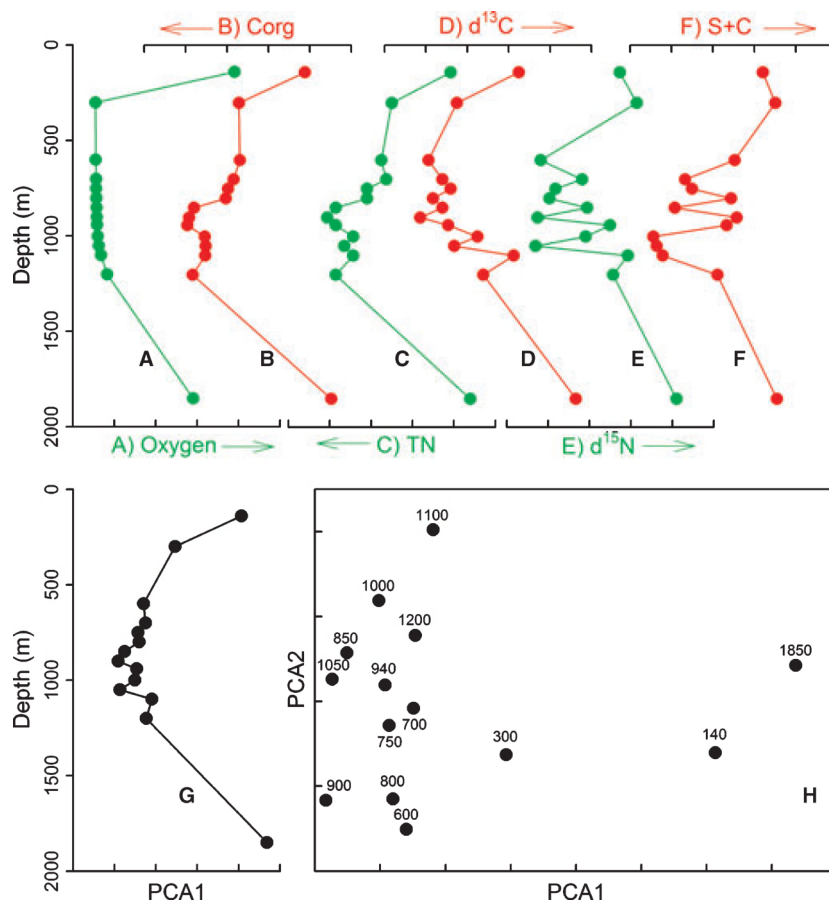 B) Corg D) d¹³C F) S+C
0
500
1000
1500
2000
Depth (m)
A B C D E F
A) Oxygen C) TN E) d¹⁵N
0
500
1000
1500
2000
Depth (m)
G
PCA1
PCA2
1100
1000
1200
850
1050
940
1850
700
750
300
140
900
800
600
H
PCA1